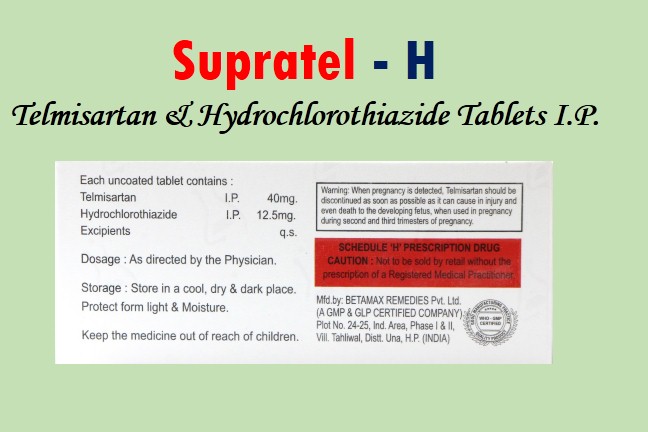 Supratel - H
Telmisartan & Hydrochlorothiazide Tablets I.P.
Each uncoated tablet contains :
Telmisartan I.P. 40mg.
Hydrochlorothiazide I.P. 12.5mg.
Excipients q.s.
Dosage : As directed by the Physician.
Storage : Store in a cool, dry & dark place.
Protect form light & Moisture.
Keep the medicine out of reach of children.
Warning: When pregnancy is detected, Telmisartan should be
discontinued as soon as possible as it can cause in injury and
even death to the developing fetus, when used in pregnancy
during second and third trimesters of pregnancy.
SCHEDULE 'H' PRESCRIPTION DRUG
CAUTION : Not to be sold by retail without the
prescription of a Registered Medical Practitioner.
Mfd.by: BETAMAX REMEDIES Pvt. Ltd.
(A GMP & GLP CERTIFIED COMPANY)
Plot No. 24-25, Ind. Area, Phase I & II,
Vill. Tahliwal, Distt. Una, H.P. (INDIA)
WHO - GMP
CERTIFIED